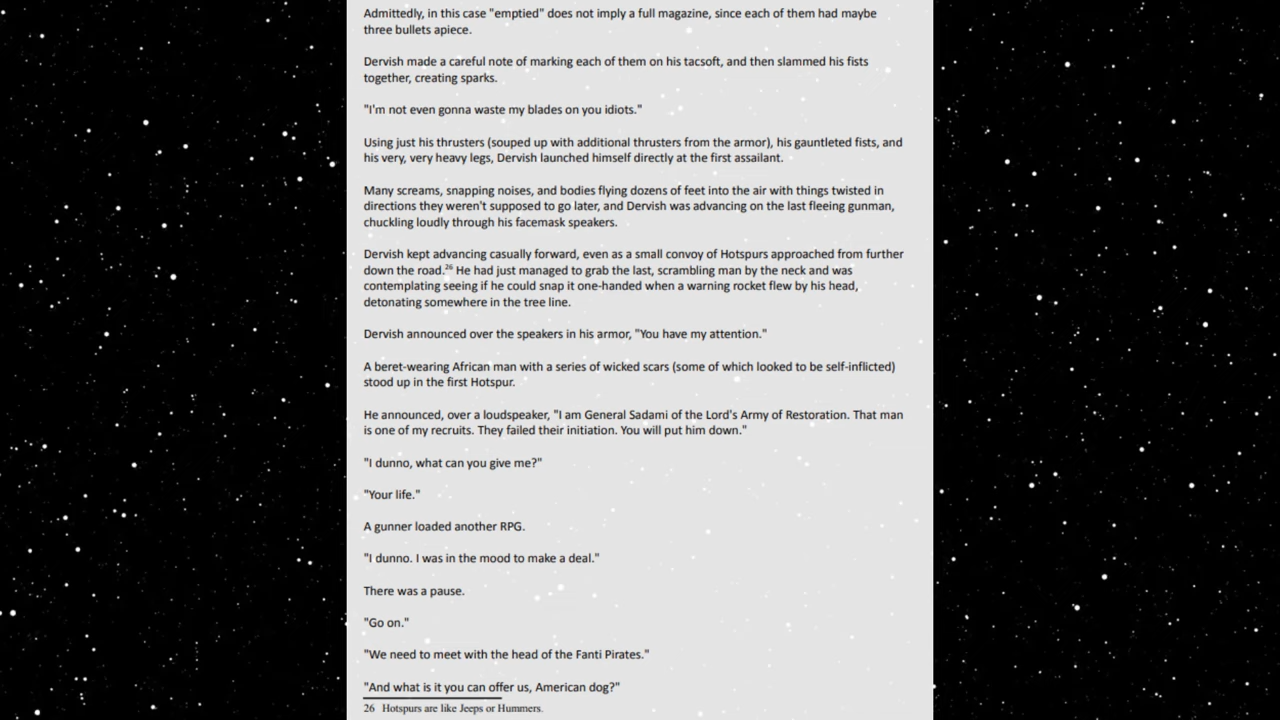 Admittedly, in this case "emptied" does not imply a full magazine, since each of them had maybe
three bullets apiece.
Dervish made a careful note of marking each of them on his tacsoft, and then slammed his fists
together, creating sparks.
"I'm not even gonna waste my blades on you idiots."
Using just his thrusters (souped up with additional thrusters from the armor), his gauntleted fists, and
his very, very heavy legs, Dervish launched himself directly at the first assailant.
Many screams, snapping noises, and bodies flying dozens of feet into the air with things twisted in
directions they weren't supposed to go later, and Dervish was advancing on the last fleeing gunman,
chuckling loudly through his facemask speakers.
Dervish kept advancing casually forward, even as a small convoy of Hotspurs approached from further
down the road.26 He had just managed to grab the last, scrambling man by the neck and was
contemplating seeing if he could snap it one-handed when a warning rocket flew by his head,
detonating somewhere in the tree line.
Dervish announced over the speakers in his armor, "You have my attention."
A beret-wearing African man with a series of wicked scars (some of which looked to be self-inflicted)
stood up in the first Hotspur.
He announced, over a loudspeaker, "I am General Sadami of the Lord's Army of Restoration. That man
is one of my recruits. They failed their initiation. You will put him down."
"I dunno, what can you give me?"
"Your life."
A gunner loaded another RPG.
"I dunno. I was in the mood to make a deal."
There was a pause.
"Go on."
"We need to meet with the head of the Fanti Pirates."
"And what is it you can offer us, American dog?"
26 Hotspurs are like Jeeps or Hummers.